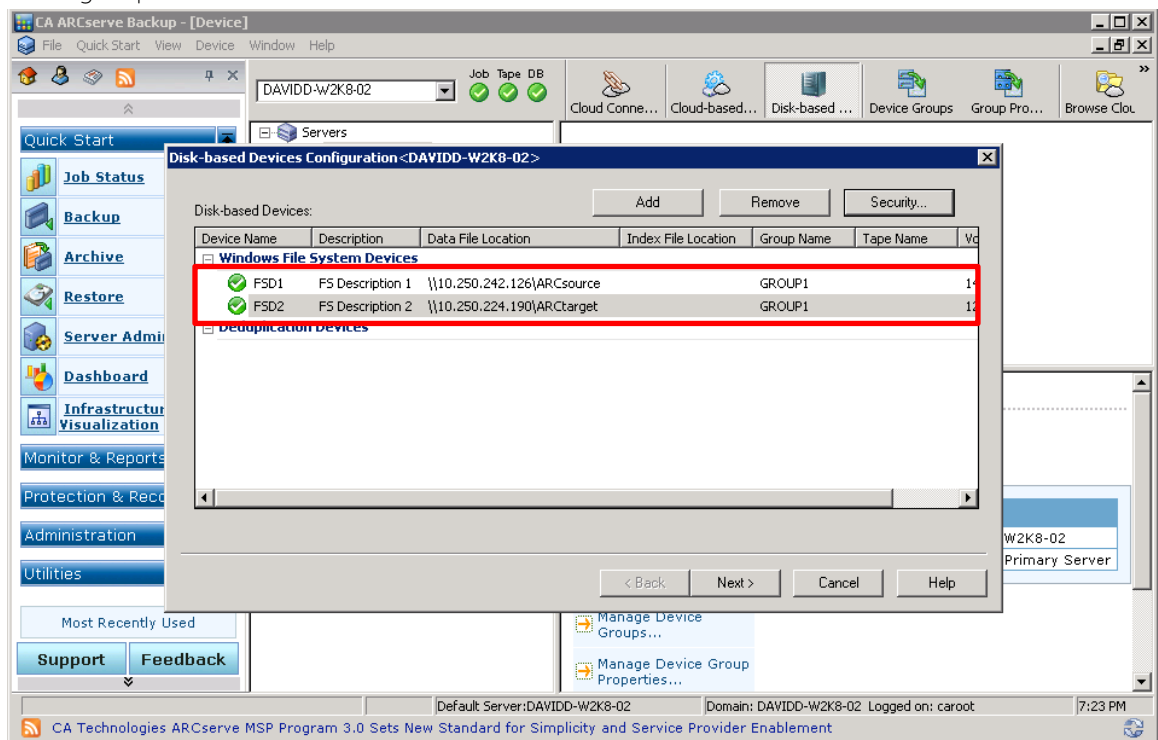 CA ARCserve Backup - [Device]
File Quick Start View Device Window Help
DAVIDD-W2K8-02
Job Tape DB
Cloud Conne... Cloud-based... Disk-based ... Device Groups Group Pro... Browse Clou
»
Quick Start
Servers
Job Status
Backup
Archive
Restore
Server Admi
Dashboard
Infrastructur
Visualization
Monitor & Reports
Protection & Reco
Administration
Utilities
Most Recently Used
Support Feedback
Disk-based Devices Configuration<DAVIDD-W2K8-02>
Disk-based Devices:
Add Remove Security...
Device Name Description Data File Location Index File Location Group Name Tape Name Vo
Windows File System Devices
FSD1 FS Description 1 \\10.250.242.126\ARCsource GROUP1 14
FSD2 FS Description 2 \\10.250.224.190\ARCtarget GROUP1 12
Deduplication Devices
< Back Next > Cancel Help
W2K8-02
Primary Server
Manage Device
Groups...
Manage Device Group
Properties...
Default Server:DAVIDD-W2K8-02 Domain: DAVIDD-W2K8-02 Logged on: caroot 7:23 PM
CA Technologies ARCserve MSP Program 3.0 Sets New Standard for Simplicity and Service Provider Enablement